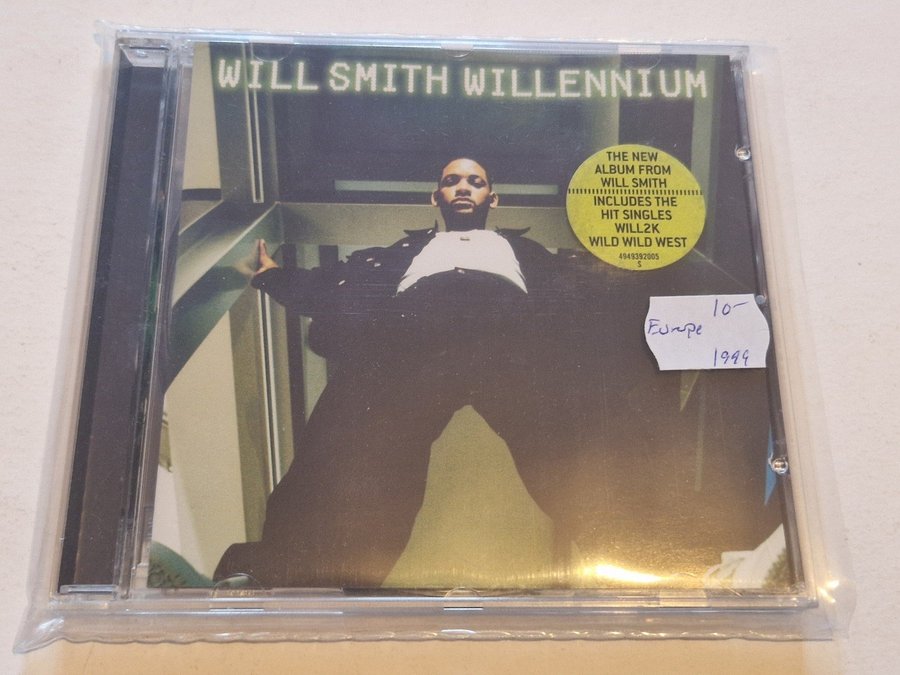 WILL SMITH WILLENNIUM
THE NEW
ALBUM FROM
WILL SMITH
INCLUDES THE
HIT SINGLES
WILL2K
WILD WILD WEST
4949392005
S
10-
Europe
1999